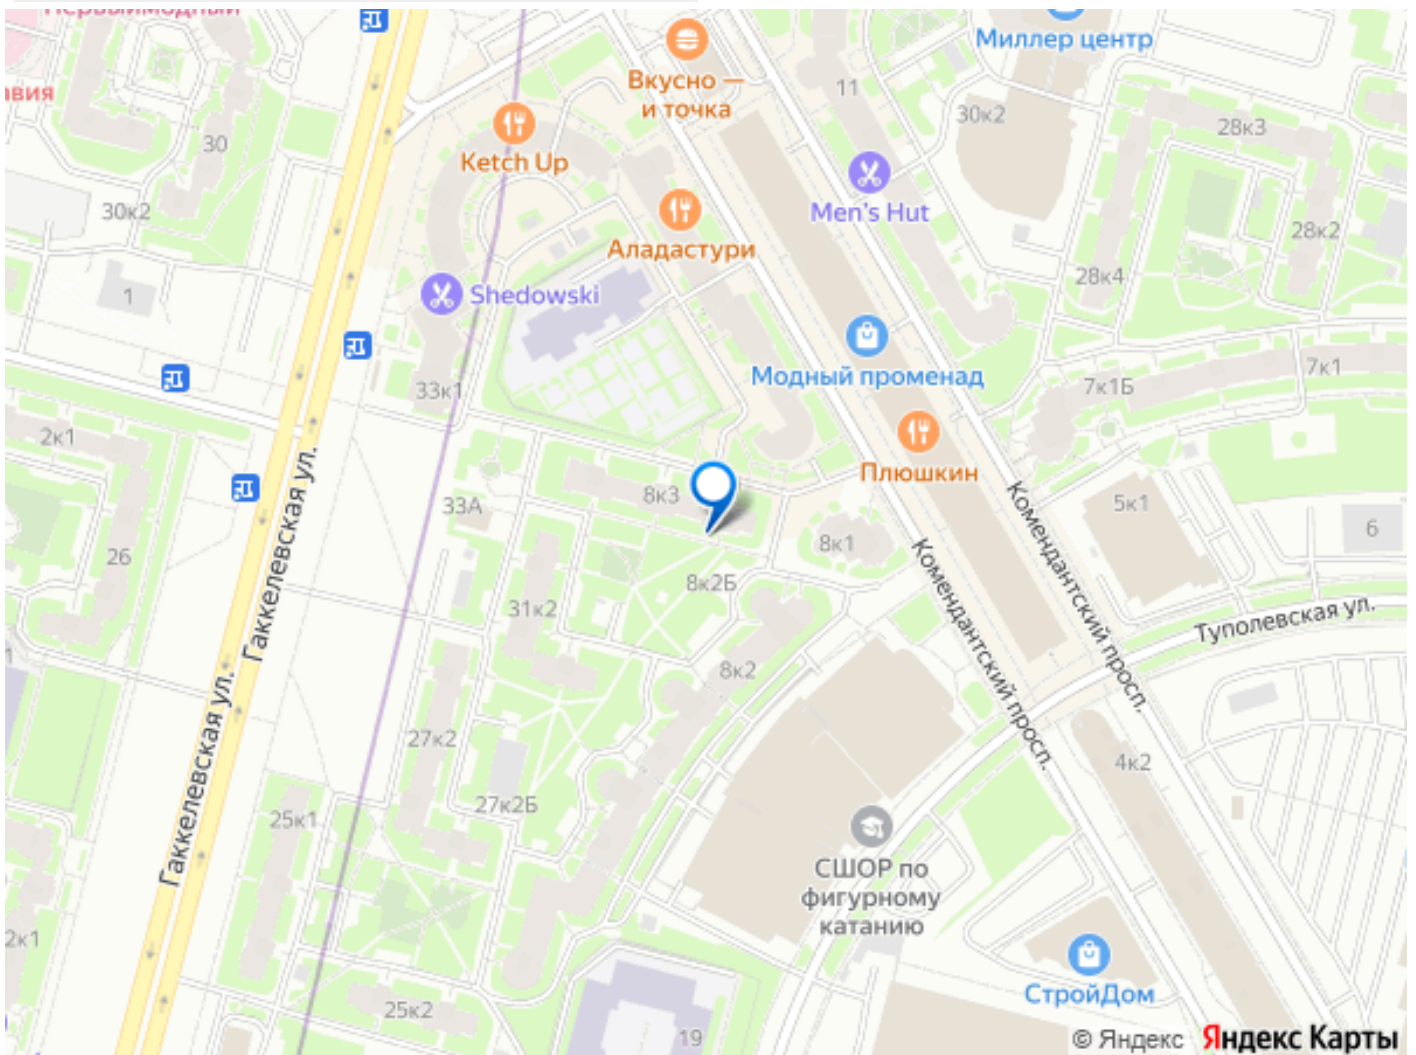 Первыймодный
Миллер центр
Вкусно —
и точка
авия
11
30к2
28к3
30
Ketch Up
Men's Hut
30к2
28к2
Аладастури
28к4
1
Shedowski
Модный променад
7к1
7к1Б
33к1
2к1
Плюшкин
8к3
33А
Комендантский просп.
5к1
6
26
8к1
Гаккелевская ул.
8к2Б
31к2
Комендантский просп.
Туполевская ул.
1
8к2
Гаккелевская ул.
27к2
4к2
27к2Б
25к1
СШОР по
фигурному
катанию
2к1
СтройДом
25к2
19
© Яндекс Яндекс Карты